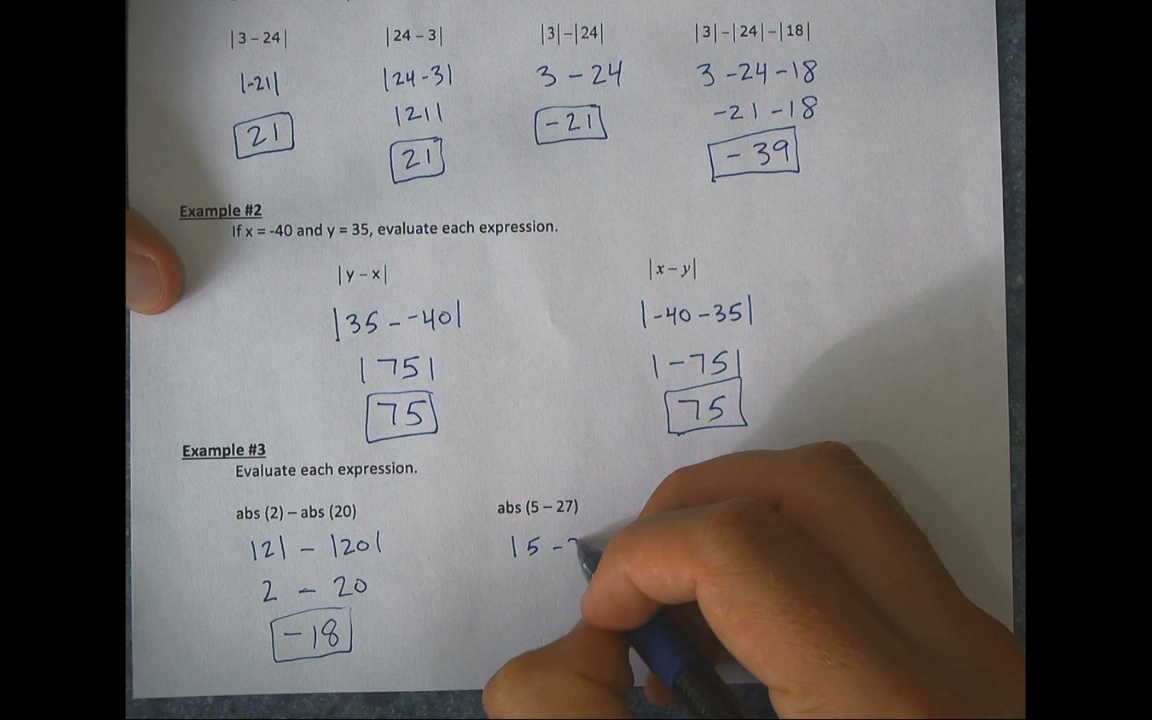 |3 – 24| |24 – 3| |3|–|24| |3|–|24|–|18|
|-21| |24-3| 3 - 24 3 -24 -18
21 |21| -21 -21 -18
21 -39
Example #2
If x = -40 and y = 35, evaluate each expression.
|y – x| |x – y|
|35 - -40| |-40 -35|
|75| |-75|
75 75
Example #3
Evaluate each expression.
abs (2) – abs (20) abs (5 – 27)
|2| - |20| |5 -
2 - 20
-18